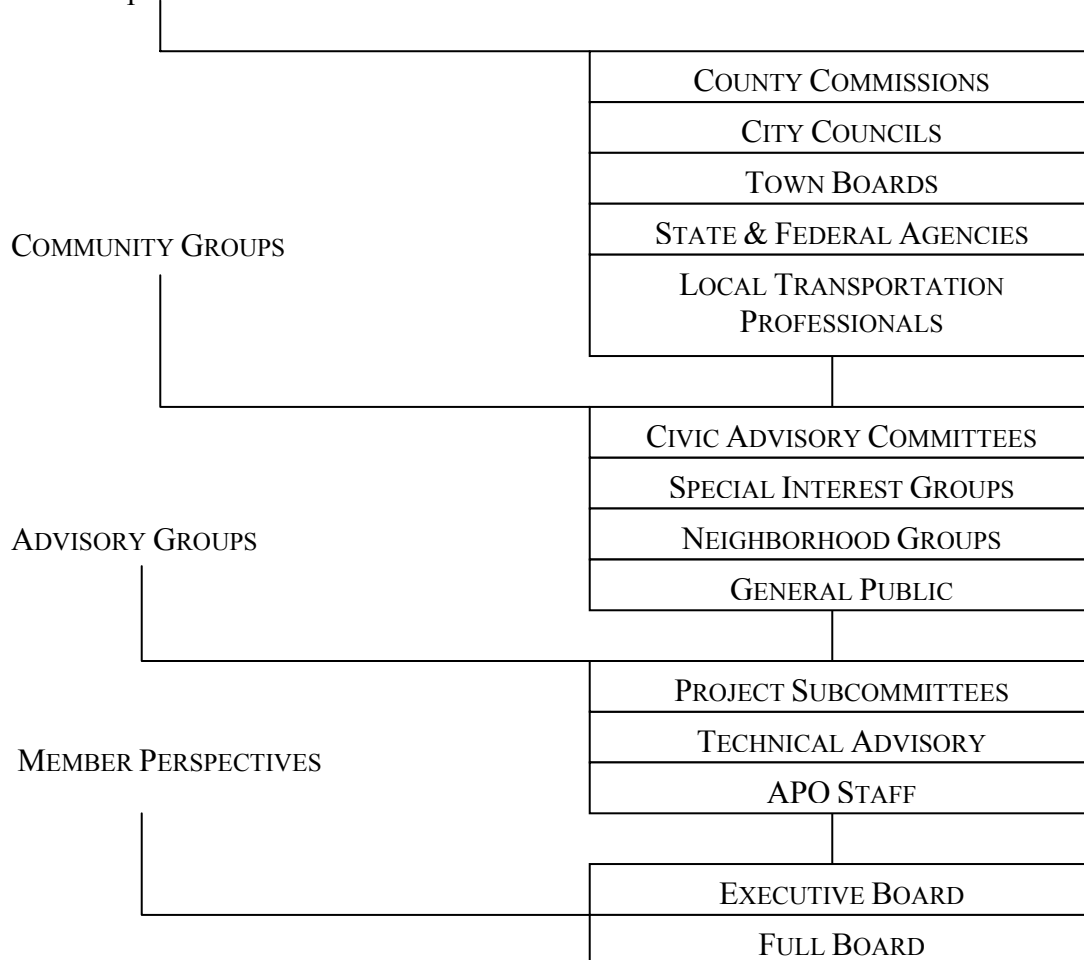 COUNTY COMMISSIONS
CITY COUNCILS
TOWN BOARDS
STATE & FEDERAL AGENCIES
COMMUNITY GROUPS
LOCAL TRANSPORTATION
PROFESSIONALS
CIVIC ADVISORY COMMITTEES
SPECIAL INTEREST GROUPS
ADVISORY GROUPS
NEIGHBORHOOD GROUPS
GENERAL PUBLIC
PROJECT SUBCOMMITTEES
TECHNICAL ADVISORY
MEMBER PERSPECTIVES
APO STAFF
EXECUTIVE BOARD
FULL BOARD